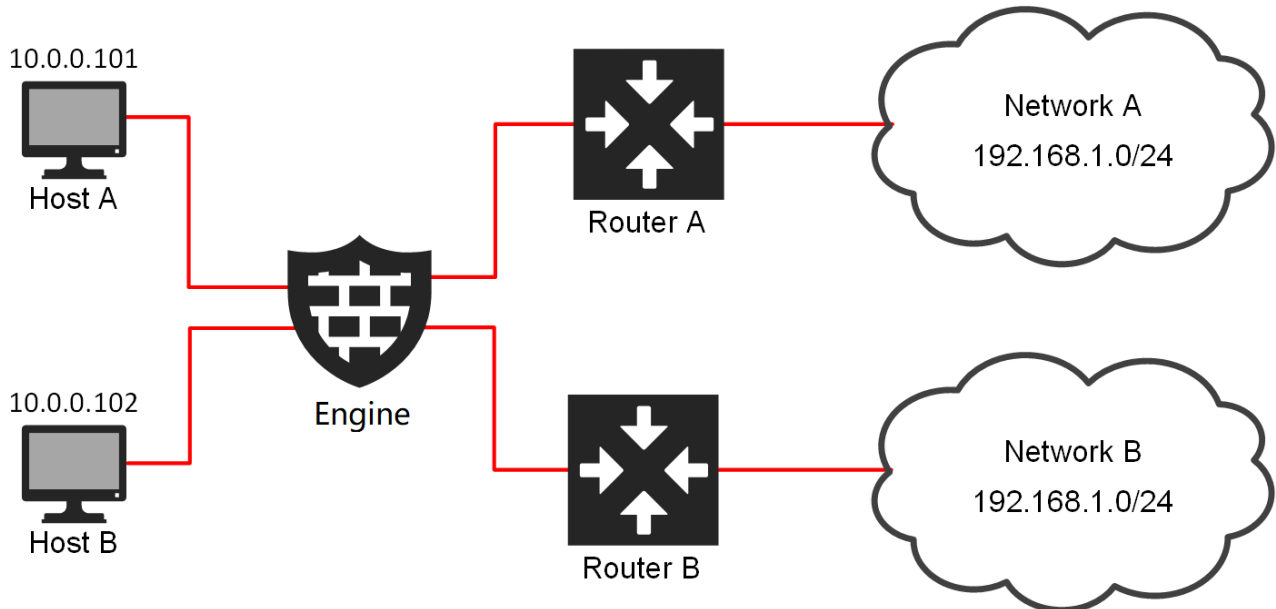 10.0.0.101
Host A
Router A
Network A
192.168.1.0/24
Engine
10.0.0.102
Host B
Router B
Network B
192.168.1.0/24